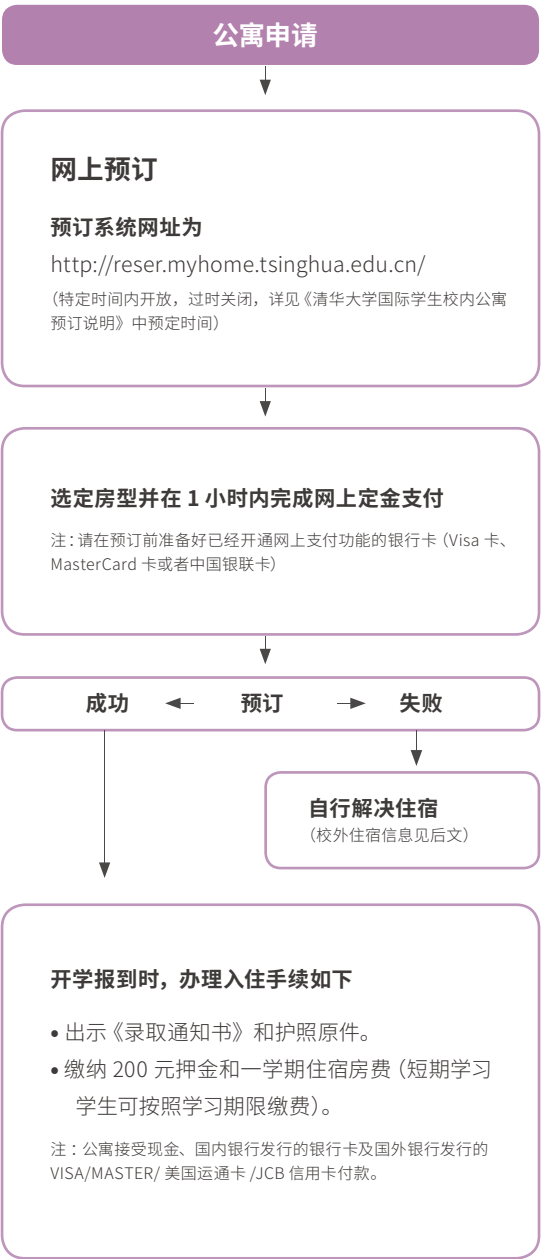 公寓申请
网上预订
预订系统网址为
http://reser.myhome.tsinghua.edu.cn/
（特定时间内开放，过时关闭，详见《清华大学国际学生校内公寓
预订说明》中预定时间）
选定房型并在 1 小时内完成网上定金支付
注：请在预订前准备好已经开通网上支付功能的银行卡（Visa 卡、
MasterCard 卡或者中国银联卡）
成功 预订 失败
自行解决住宿
（校外住宿信息见后文）
开学报到时，办理入住手续如下
• 出示《录取通知书》和护照原件。
• 缴纳 200 元押金和一学期住宿房费（短期学习
学生可按照学习期限缴费）。
注：公寓接受现金、国内银行发行的银行卡及国外银行发行的
VISA/MASTER/ 美国运通卡 /JCB 信用卡付款。